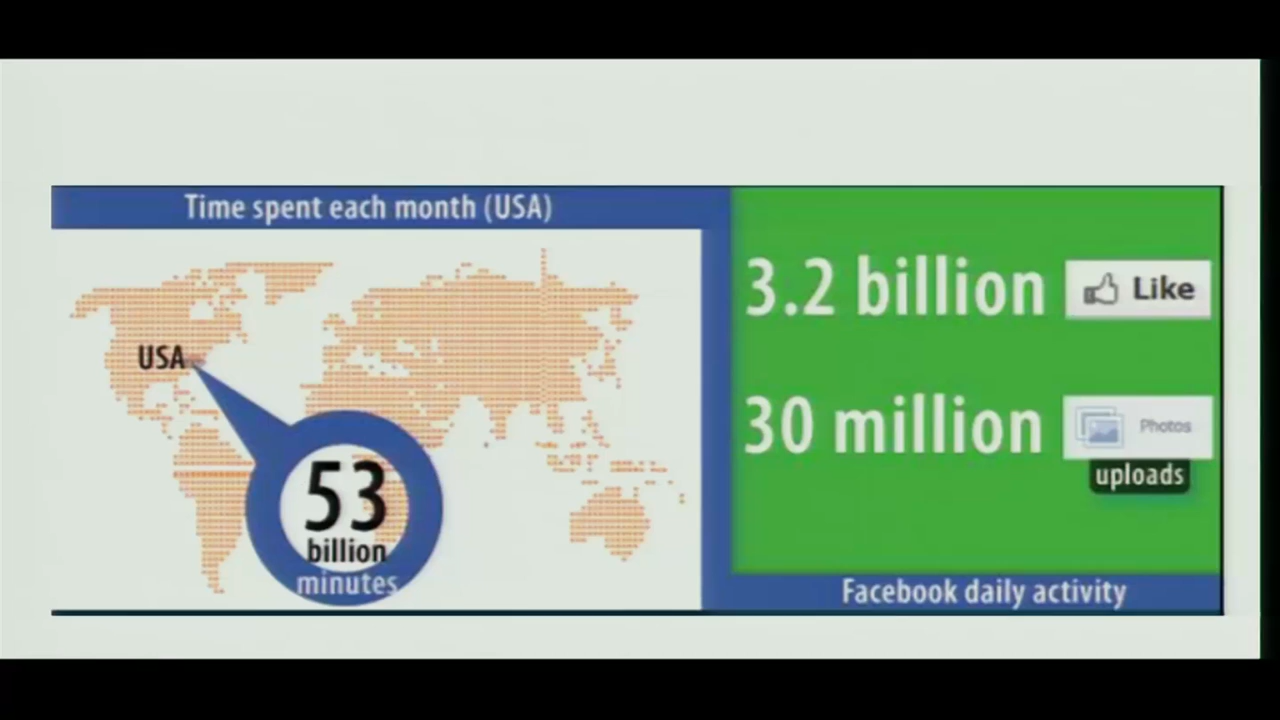 Time spent each month (USA)
USA
53
billion
minutes
3.2 billion
Like
30 million
Photos
uploads
Facebook daily activity